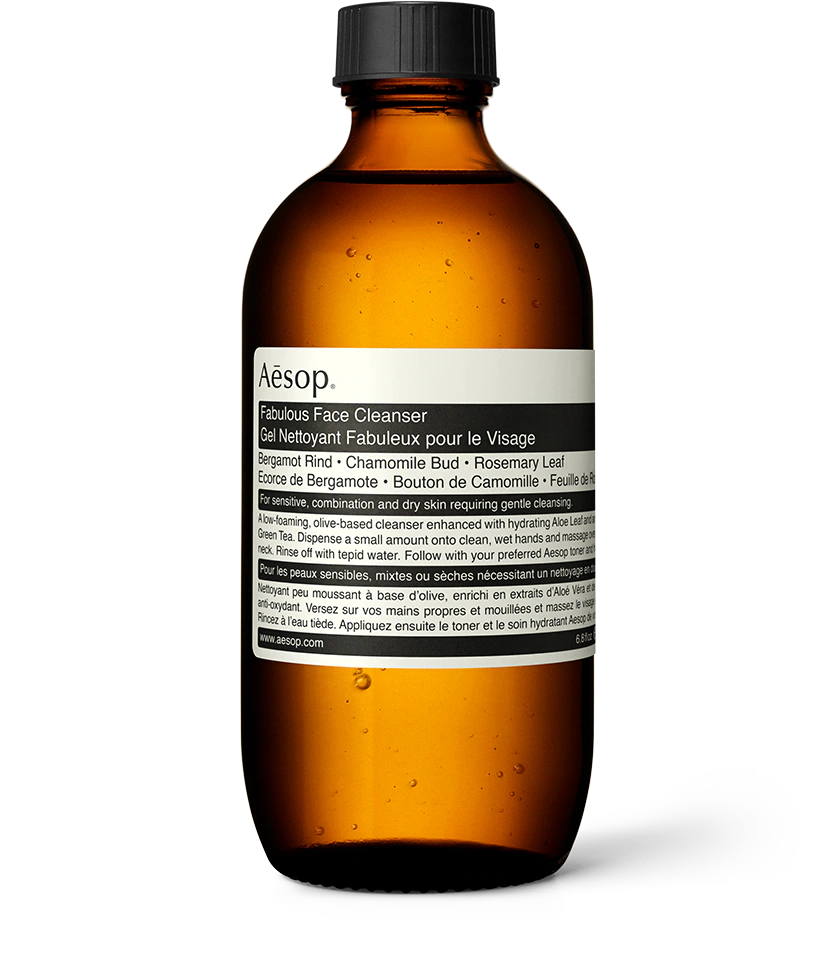 Aēsop®
Fabulous Face Cleanser
Gel Nettoyant Fabuleux pour le Visage
Bergamot Rind • Chamomile Bud • Rosemary Leaf
Ecorce de Bergamote • Bouton de Camomille • Feuille de
For sensitive, combination and dry skin requiring gentle cleansing.
A low-foaming, olive-based cleanser enhanced with hydrating Aloe Leaf and
Green Tea. Dispense a small amount onto clean, wet hands and massage
neck. Rinse off with tepid water. Follow with your preferred Aesop toner and
Pour les peaux sensibles, mixtes ou sèches nécessitant un nettoyage en
Nettoyant peu moussant à base d'olive, enrichi en extraits d'Aloé Véra et
anti-oxydant. Versez sur vos mains propres et mouillées et massez le visage
Rincez à l'eau tiède. Appliquez ensuite le toner et le soin hydratant Aesop de
www.aesop.com
6.8 fl oz